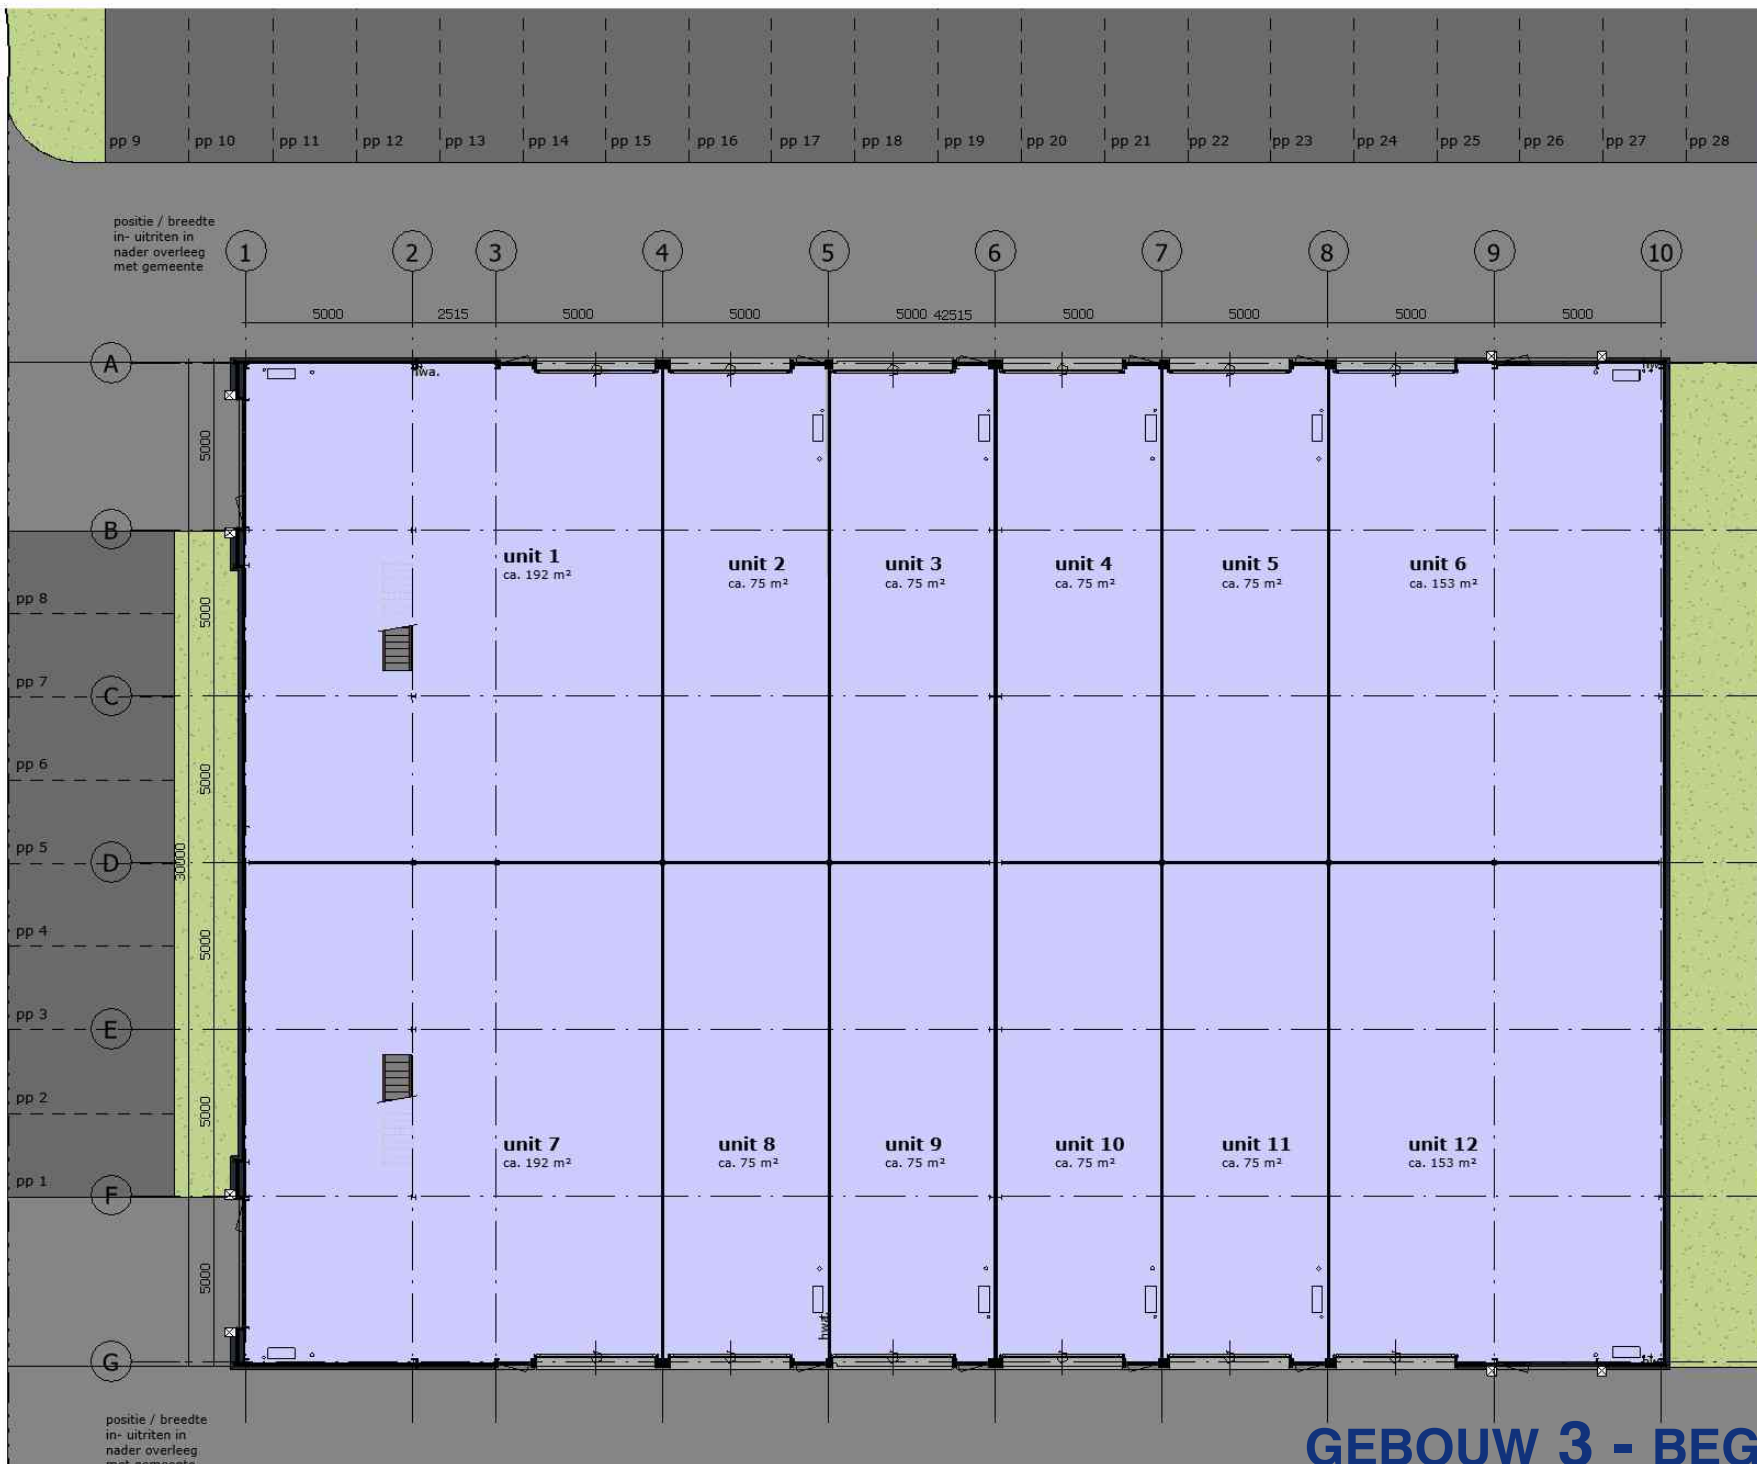 pp 9 pp 10 pp 11 pp 12 pp 13 pp 14 pp 15 pp 16 pp 17 pp 18 pp 19 pp 20 pp 21 pp 22 pp 23 pp 24 pp 25 pp 26 pp 27 pp 28
positie / breedte
in- uitriten in
nader overleeg
met gemeente
1 2 3 4 5 6 7 8 9 10
5000 2515 5000 5000 5000 42515 5000 5000 5000 5000
A
hwa.
5000
B
unit 1
ca. 192 m²
unit 2
ca. 75 m²
unit 3
ca. 75 m²
unit 4
ca. 75 m²
unit 5
ca. 75 m²
unit 6
ca. 153 m²
pp 8
5000
pp 7
C
pp 6
5000
pp 5
D
30000
pp 4
5000
pp 3
E
pp 2
5000
unit 7
ca. 192 m²
unit 8
ca. 75 m²
unit 9
ca. 75 m²
unit 10
ca. 75 m²
unit 11
ca. 75 m²
unit 12
ca. 153 m²
pp 1
F
5000
hwa.
G
positie / breedte
in- uitriten in
nader overleeg
met gemeente
GEBOUW 3 - BEG